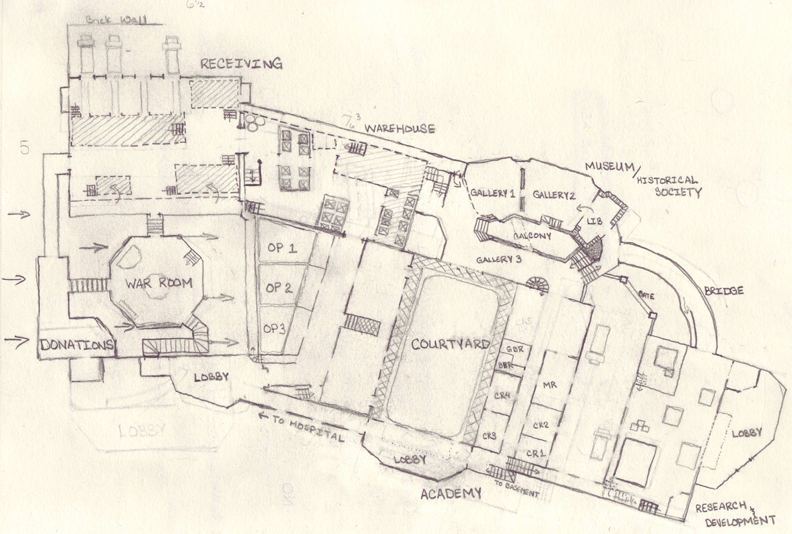 6½
Brick Wall
RECEIVING
7³
WAREHOUSE
5
MUSEUM/
HISTORICAL
SOCIETY
GALLERY 1
GALLERY 2
LIB
BALCONY
GALLERY 3
OP 1
WAR ROOM
OP 2
GATE
BRIDGE
OP3
COURTYARD
DONATIONS
GBR
BBR
MR
LOBBY
CR4
CR2
CR3
LOBBY
LOBBY
← TO HOSPITAL
CR1
LOBBY
TO BASEMENT
ACADEMY
RESEARCH &
DEVELOPMENT